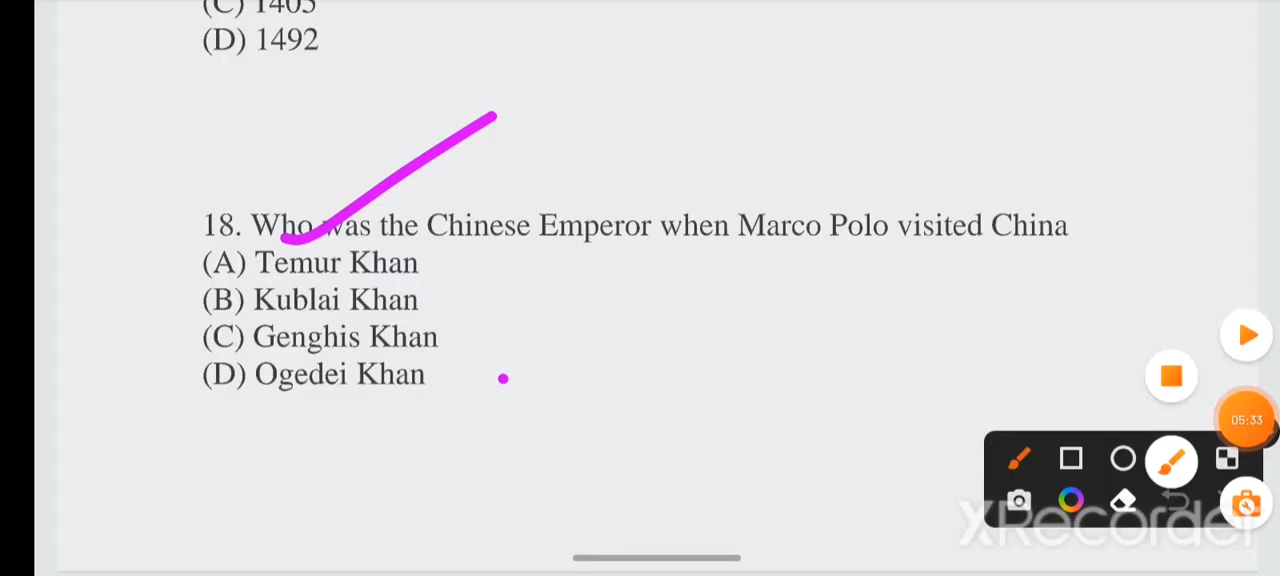 (C) 1405
(D) 1492
18. Who was the Chinese Emperor when Marco Polo visited China
(A) Temur Khan
(B) Kublai Khan
(C) Genghis Khan
(D) Ogedei Khan
05:33
XRecorder